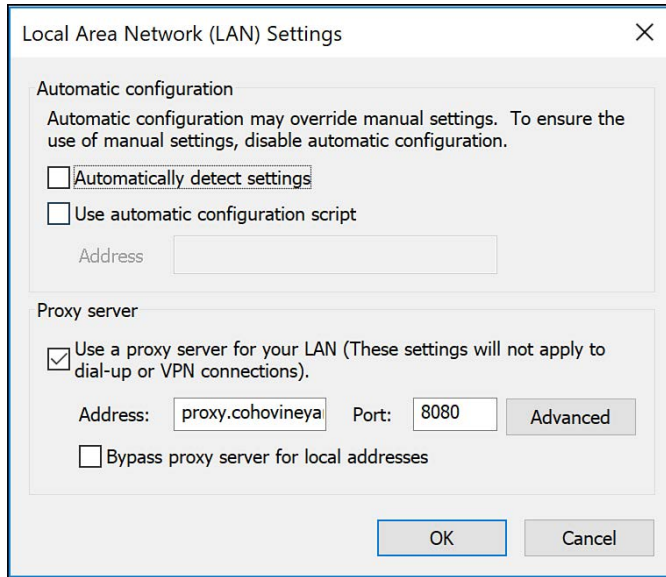 Local Area Network (LAN) Settings
Automatic configuration
Automatic configuration may override manual settings.  To ensure the
use of manual settings, disable automatic configuration.
Automatically detect settings
Use automatic configuration script
Address
Proxy server
Use a proxy server for your LAN (These settings will not apply to
dial-up or VPN connections).
Address: proxy.cohovineyar Port: 8080 Advanced
Bypass proxy server for local addresses
OK Cancel